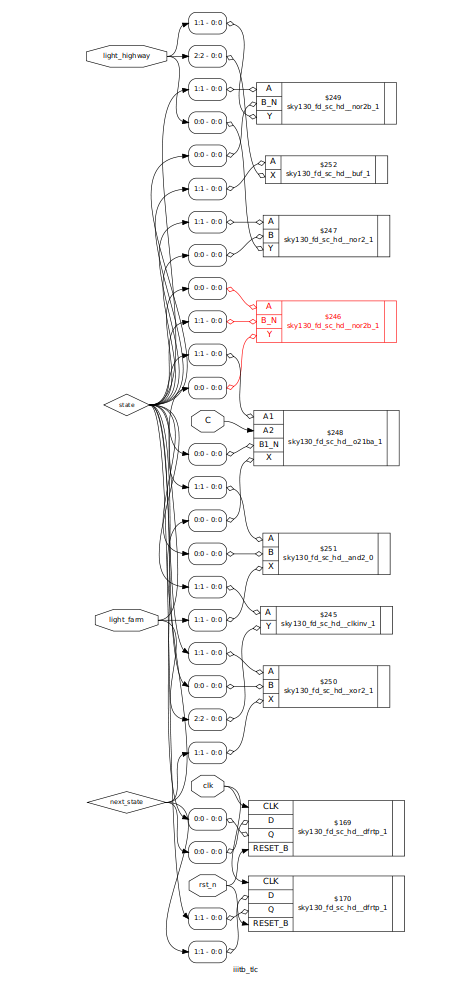 1:1 - 0:0
light_highway
2:2 - 0:0
1:1 - 0:0
A
B_N
Y
$249
sky130_fd_sc_hd__nor2b_1
0:0 - 0:0
0:0 - 0:0
A
X
$252
sky130_fd_sc_hd__buf_1
1:1 - 0:0
1:1 - 0:0
A
B
Y
$247
sky130_fd_sc_hd__nor2_1
0:0 - 0:0
0:0 - 0:0
A
B_N
Y
$246
sky130_fd_sc_hd__nor2b_1
1:1 - 0:0
1:1 - 0:0
0:0 - 0:0
state
C
A1
A2
B1_N
X
$248
sky130_fd_sc_hd__o21ba_1
0:0 - 0:0
1:1 - 0:0
0:0 - 0:0
A
B
X
$251
sky130_fd_sc_hd__and2_0
0:0 - 0:0
1:1 - 0:0
light_farm
1:1 - 0:0
A
Y
$245
sky130_fd_sc_hd__clkinv_1
1:1 - 0:0
0:0 - 0:0
A
B
X
$250
sky130_fd_sc_hd__xor2_1
2:2 - 0:0
1:1 - 0:0
clk
next_state
0:0 - 0:0
CLK
D
Q
RESET_B
$169
sky130_fd_sc_hd__dfrtp_1
0:0 - 0:0
rst_n
CLK
D
Q
RESET_B
$170
sky130_fd_sc_hd__dfrtp_1
1:1 - 0:0
1:1 - 0:0
iiitb_tlc